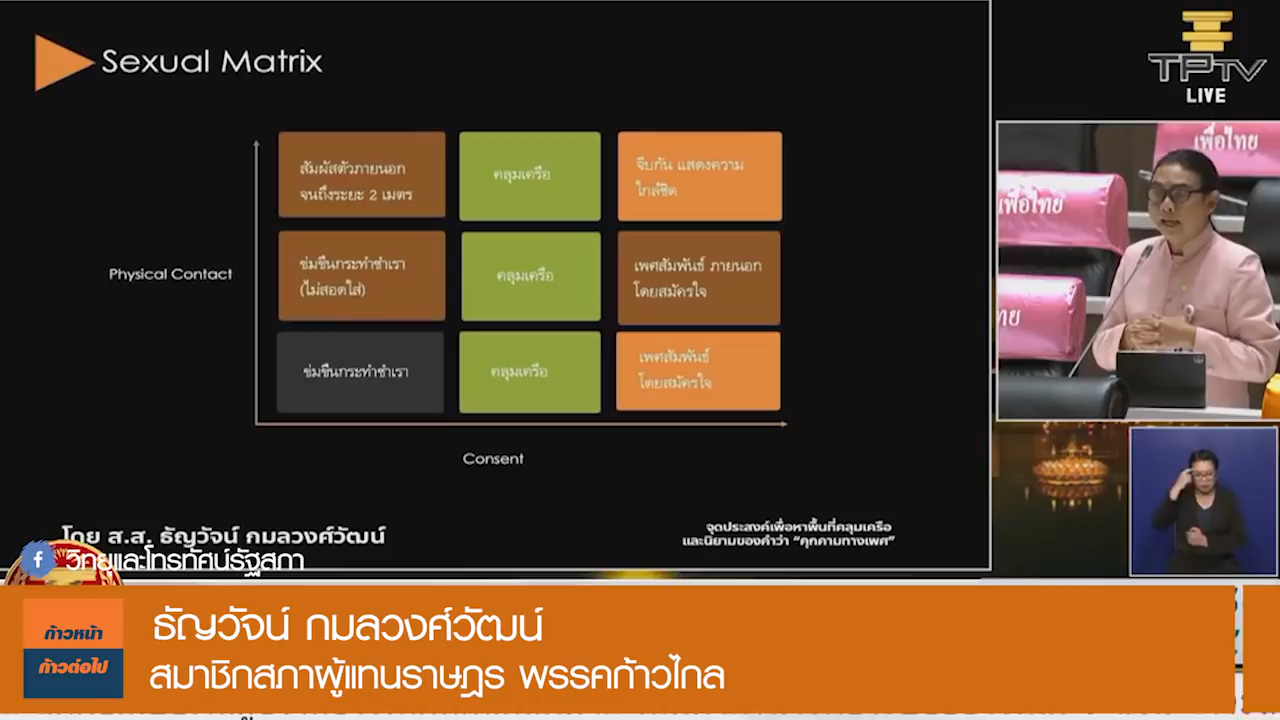 Sexual Matrix
สัมผัสตัวภายนอก
จนถึงระยะ 2 เมตร
คลุมเครือ
จีบกัน แสดงความ
ใกล้ชิด
Physical Contact
ข่มขืนกระทำชำเรา
(ไม่สอดใส่)
คลุมเครือ
เพศสัมพันธ์ ภายนอก
โดยสมัครใจ
ข่มขืนกระทำชำเรา
คลุมเครือ
เพศสัมพันธ์
โดยสมัครใจ
Consent
โดย ส.ส. ธัญวัจน์ กมลวงศ์วัฒน์
จุดประสงค์เพื่อหาพื้นที่คลุมเครือ
และนิยามของคำว่า “คุกคามทางเพศ”
f วิทยุและโทรทัศน์รัฐสภา
TPTV
LIVE
เพื่อไทย
เพื่อไทย
ไทย
ก้าวหน้า
ก้าวต่อไป
ธัญวัจน์ กมลวงศ์วัฒน์
สมาชิกสภาผู้แทนราษฎร พรรคก้าวไกล